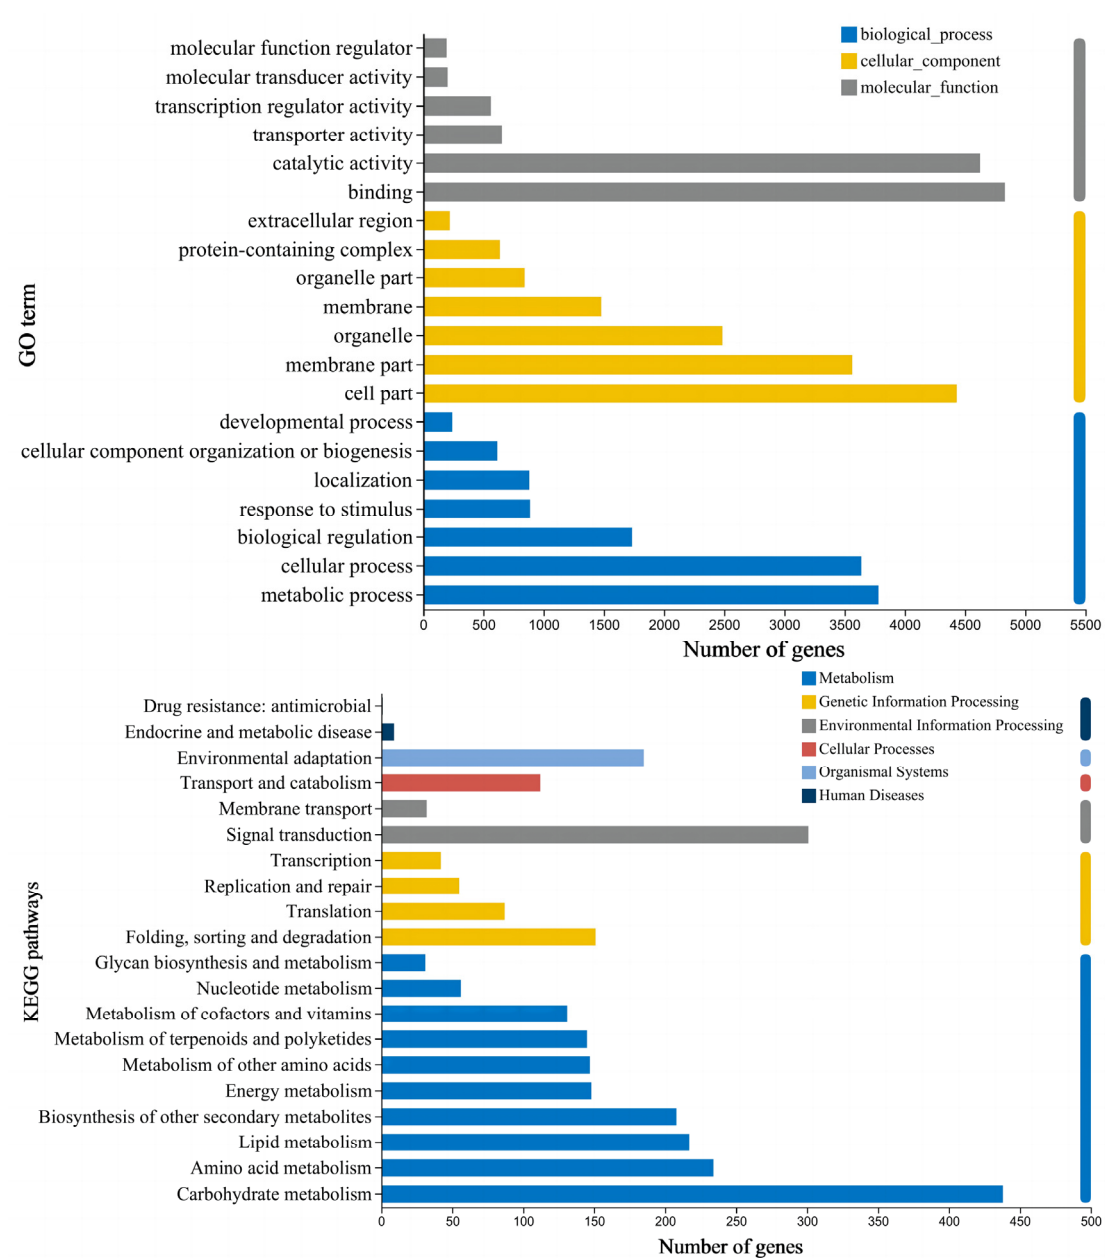 biological_process
cellular_component
molecular_function
GO term
molecular function regulator
molecular transducer activity
transcription regulator activity
transporter activity
catalytic activity
binding
extracellular region
protein-containing complex
organelle part
membrane
organelle
membrane part
cell part
developmental process
cellular component organization or biogenesis
localization
response to stimulus
biological regulation
cellular process
metabolic process
0 500 1000 1500 2000 2500 3000 3500 4000 4500 5000 5500
Number of genes
Metabolism
Genetic Information Processing
Environmental Information Processing
Cellular Processes
Organismal Systems
Human Diseases
KEGG pathways
Drug resistance: antimicrobial
Endocrine and metabolic disease
Environmental adaptation
Transport and catabolism
Membrane transport
Signal transduction
Transcription
Replication and repair
Translation
Folding, sorting and degradation
Glycan biosynthesis and metabolism
Nucleotide metabolism
Metabolism of cofactors and vitamins
Metabolism of terpenoids and polyketides
Metabolism of other amino acids
Energy metabolism
Biosynthesis of other secondary metabolites
Lipid metabolism
Amino acid metabolism
Carbohydrate metabolism
0 50 100 150 200 250 300 350 400 450 500
Number of genes